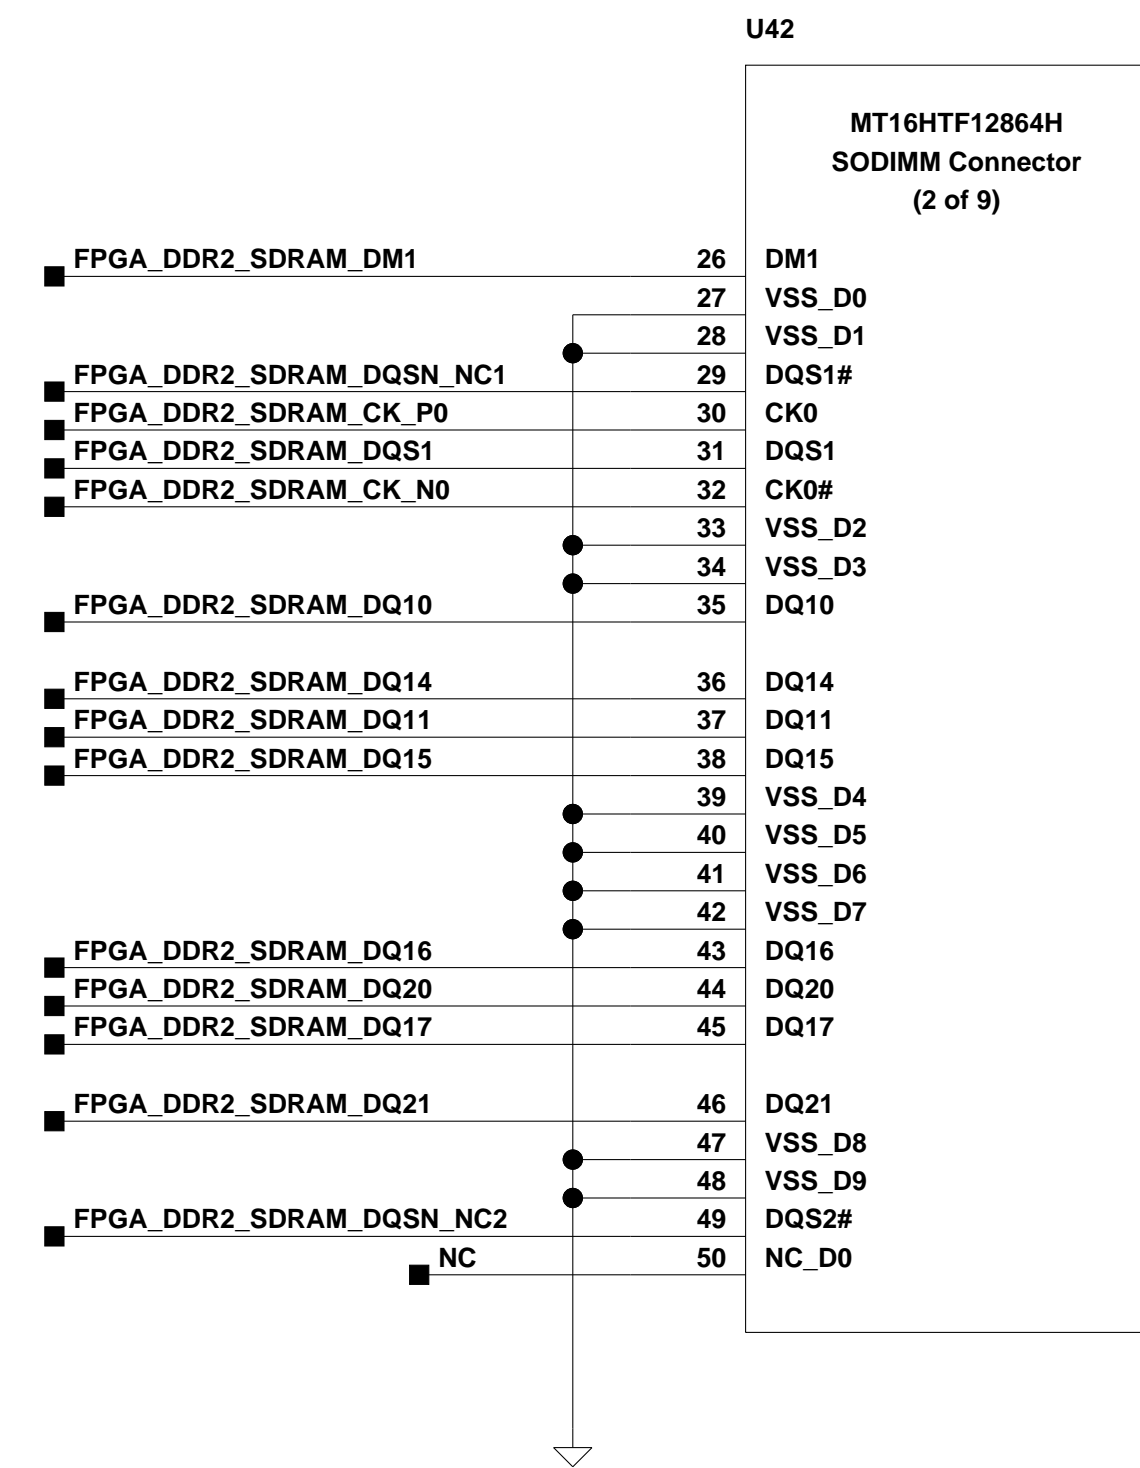 U42
MT16HTF12864H
SODIMM Connector
(2 of 9)
FPGA_DDR2_SDRAM_DM1 26 DM1
27 VSS_D0
28 VSS_D1
FPGA_DDR2_SDRAM_DQSN_NC1 29 DQS1#
FPGA_DDR2_SDRAM_CK_P0 30 CK0
FPGA_DDR2_SDRAM_DQS1 31 DQS1
FPGA_DDR2_SDRAM_CK_N0 32 CK0#
33 VSS_D2
34 VSS_D3
FPGA_DDR2_SDRAM_DQ10 35 DQ10
FPGA_DDR2_SDRAM_DQ14 36 DQ14
FPGA_DDR2_SDRAM_DQ11 37 DQ11
FPGA_DDR2_SDRAM_DQ15 38 DQ15
39 VSS_D4
40 VSS_D5
41 VSS_D6
42 VSS_D7
FPGA_DDR2_SDRAM_DQ16 43 DQ16
FPGA_DDR2_SDRAM_DQ20 44 DQ20
FPGA_DDR2_SDRAM_DQ17 45 DQ17
FPGA_DDR2_SDRAM_DQ21 46 DQ21
47 VSS_D8
48 VSS_D9
FPGA_DDR2_SDRAM_DQSN_NC2 49 DQS2#
NC 50 NC_D0